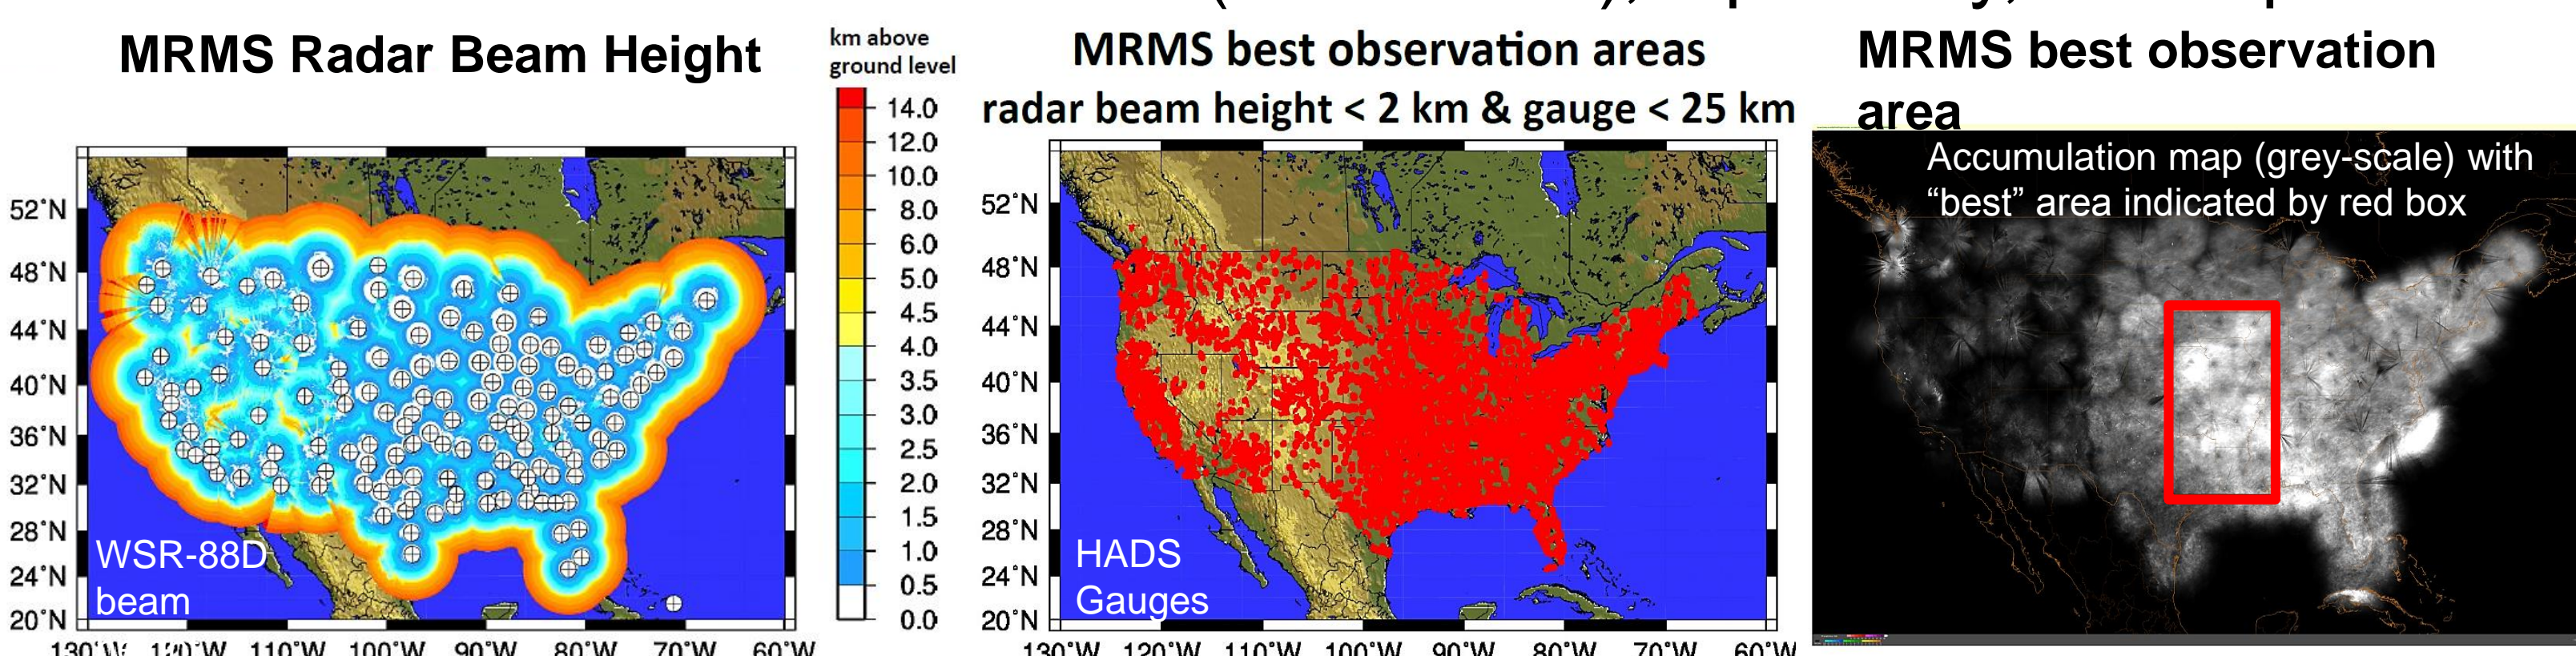 MRMS Radar Beam Height
km above
ground level
14.0
12.0
10.0
8.0
6.0
5.0
4.5
4.0
3.5
3.0
2.5
2.0
1.5
1.0
0.5
0.0
52°N
48°N
44°N
40°N
36°N
32°N
28°N
24°N
20°N
WSR-88D
beam
130°W 120°W 110°W 100°W 90°W 80°W 70°W 60°W
MRMS best observation areas
radar beam height < 2 km & gauge < 25 km
52°N
48°N
44°N
40°N
36°N
32°N
28°N
24°N
20°N
HADS
Gauges
130°W 120°W 110°W 100°W 90°W 80°W 70°W 60°W
MRMS best observation
area
Accumulation map (grey-scale) with
“best” area indicated by red box